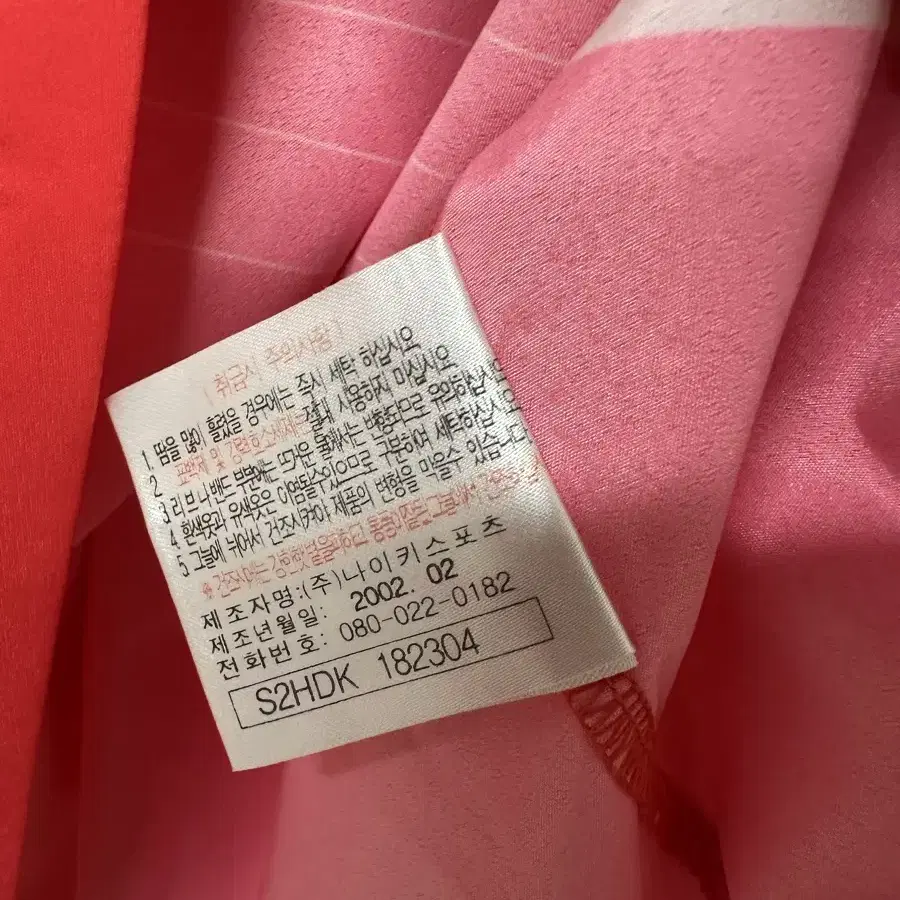 ( 취급시 주의사항 )
1. 땀을 많이 흘렸을 경우에는 즉시 세탁 하십시오
2 표백제 및 강력한소재제는 절대 사용하지 마십시오
3.리브나밴드 부분에는 뜨거운 물에서는 변형되므로 우의하십시오
4. 흰색옷과 유색옷은 이염될수있으므로 구분하여 세탁하십시오
5 그늘에 뉘어서 건조시켜야 제품의 변형을 막을수 있습니다
제조자명:(주)나이키스포츠
제조년월일: 2002. 02
전화번호: 080-022-0182
S2HDK 182304